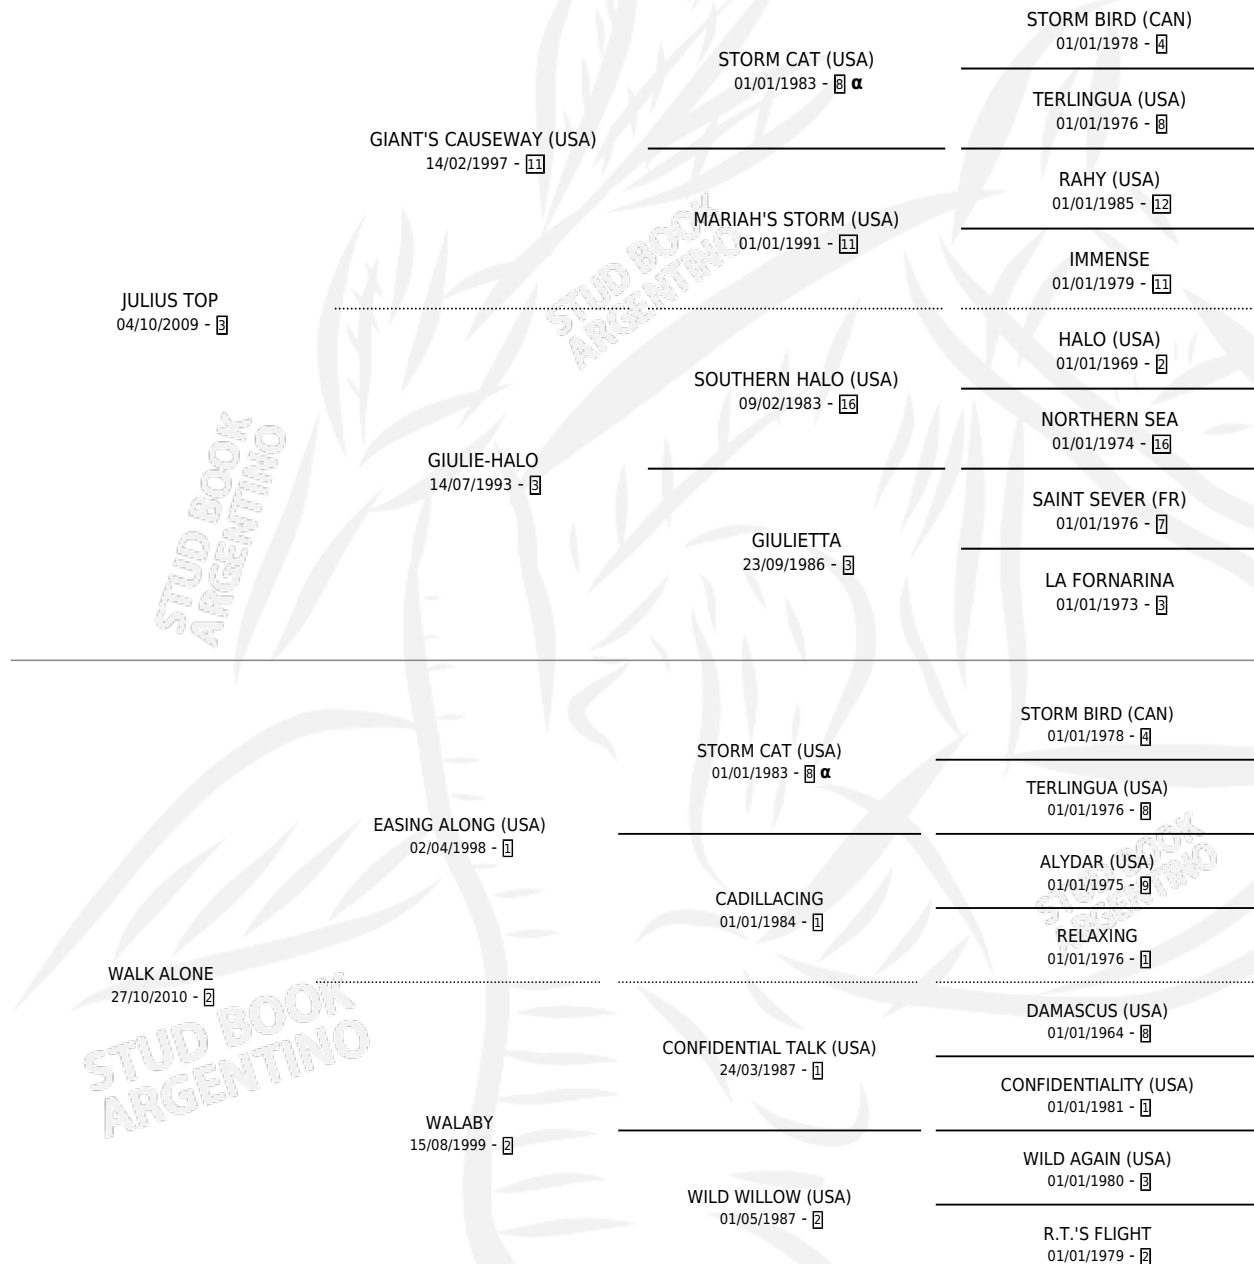 STORM BIRD (CAN)
01/01/1978 - 4
STORM CAT (USA)
01/01/1983 - 8 α
TERLINGUA (USA)
01/01/1976 - 8
GIANT'S CAUSEWAY (USA)
14/02/1997 - 11
RAHY (USA)
01/01/1985 - 12
MARIAH'S STORM (USA)
01/01/1991 - 11
IMMENSE
01/01/1979 - 11
JULIUS TOP
04/10/2009 - 3
HALO (USA)
01/01/1969 - 2
SOUTHERN HALO (USA)
09/02/1983 - 16
NORTHERN SEA
01/01/1974 - 16
GIULIE-HALO
14/07/1993 - 3
SAINT SEVER (FR)
01/01/1976 - 7
GIULIETTA
23/09/1986 - 3
LA FORNARINA
01/01/1973 - 3
STORM BIRD (CAN)
01/01/1978 - 4
STORM CAT (USA)
01/01/1983 - 8 α
TERLINGUA (USA)
01/01/1976 - 8
EASING ALONG (USA)
02/04/1998 - 1
ALYDAR (USA)
01/01/1975 - 9
CADILLACING
01/01/1984 - 1
RELAXING
01/01/1976 - 1
WALK ALONE
27/10/2010 - 2
DAMASCUS (USA)
01/01/1964 - 8
CONFIDENTIAL TALK (USA)
24/03/1987 - 1
CONFIDENTIALITY (USA)
01/01/1981 - 1
WALABY
15/08/1999 - 2
WILD AGAIN (USA)
01/01/1980 - 3
WILD WILLOW (USA)
01/05/1987 - 2
R.T.'S FLIGHT
01/01/1979 - 2
STUD BOOK
ARGENTINO
STUD BOOK
ARGENTINO
STUD BOOK
ARGENTINO
STUD BOOK
ARGENTINO